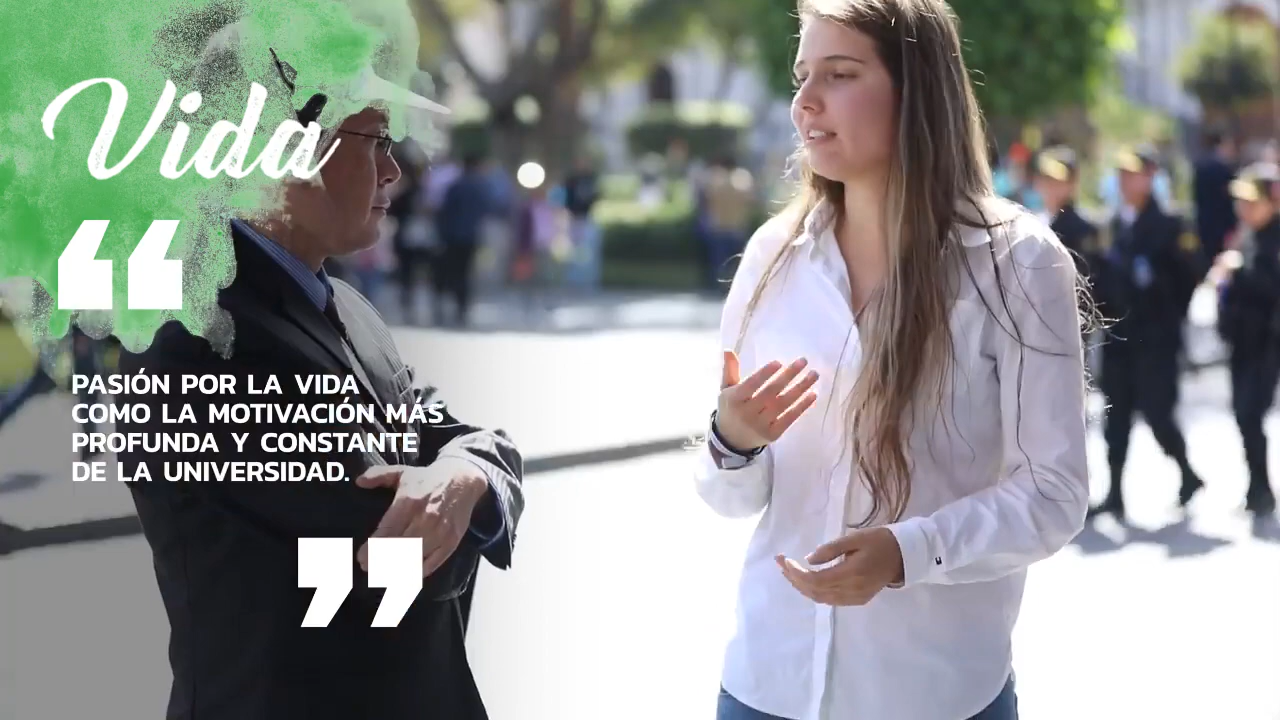 Vida
“
PASIÓN POR LA VIDA
COMO LA MOTIVACIÓN MÁS
PROFUNDA Y CONSTANTE
DE LA UNIVERSIDAD.
”